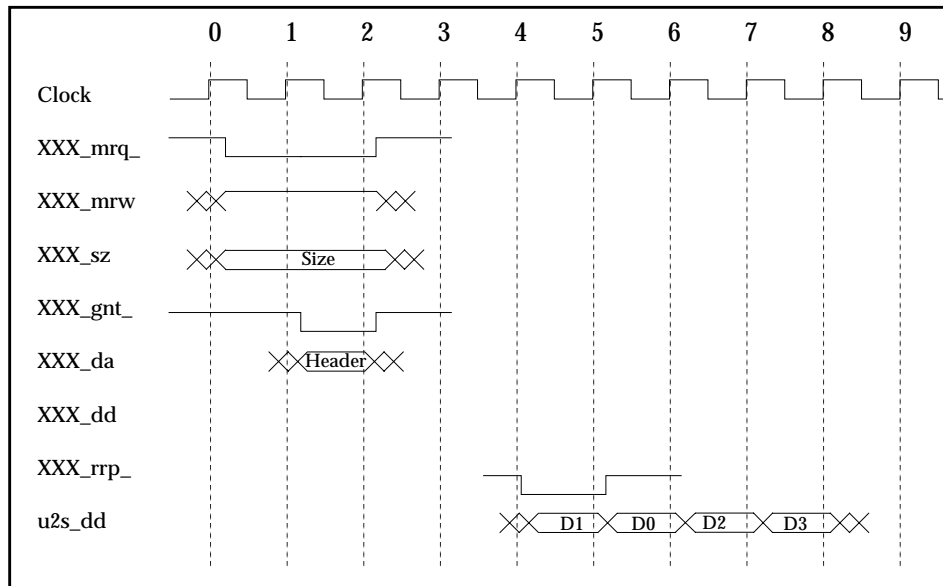 0 1 2 3 4 5 6 7 8 9
Clock
XXX_mrq_
XXX_mrw
XXX_sz Size
XXX_gnt_
XXX_da Header
XXX_dd
XXX_rrp_
u2s_dd D1 D0 D2 D3